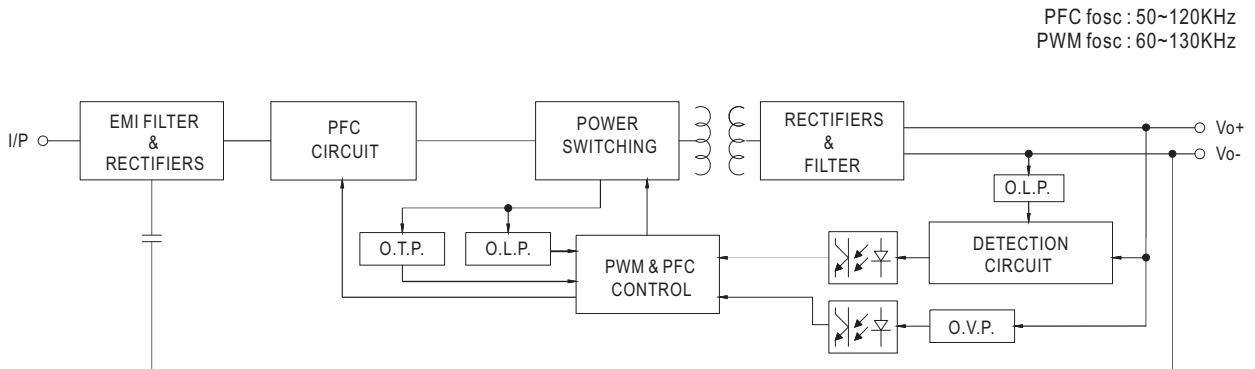 PFC fosc : 50~120KHz
PWM fosc : 60~130KHz
I/P
EMI FILTER
&
RECTIFIERS
PFC
CIRCUIT
POWER
SWITCHING
RECTIFIERS
&
FILTER
Vo+
Vo-
O.L.P.
O.T.P.
O.L.P.
PWM & PFC
CONTROL
DETECTION
CIRCUIT
O.V.P.